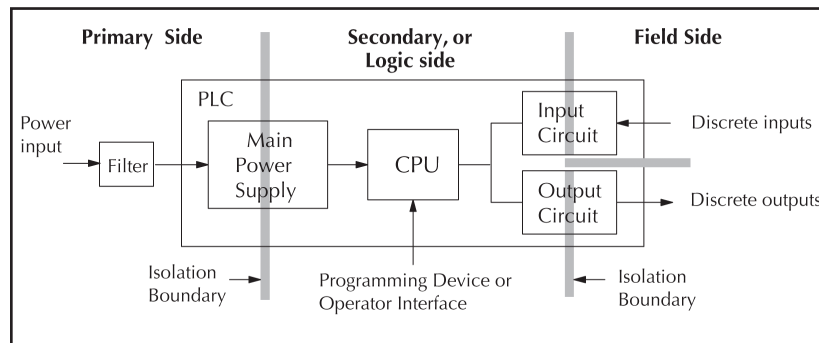 Primary Side
Secondary, or
Logic side
Field Side
PLC
Power
input
Filter
Main
Power
Supply
CPU
Input
Circuit
Output
Circuit
Discrete inputs
Discrete outputs
Isolation
Boundary
Programming Device or
Operator Interface
Isolation
Boundary